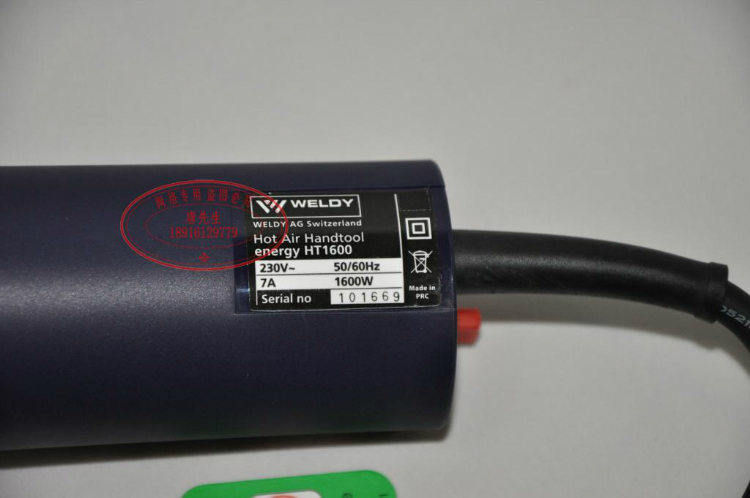 WELDY
WELDY AG Switzerland
Hot Air Handtool
energy HT1600
230V~ 50/60Hz
7A 1600W
Serial no 101669
Made in
PRC
18916129779